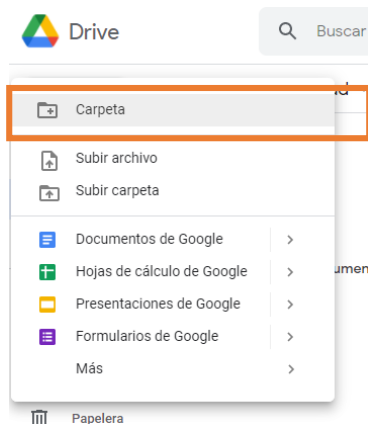 Drive
Buscar
Carpeta
Subir archivo
Subir carpeta
Documentos de Google
Hojas de cálculo de Google
Presentaciones de Google
Formularios de Google
Más
Papelera